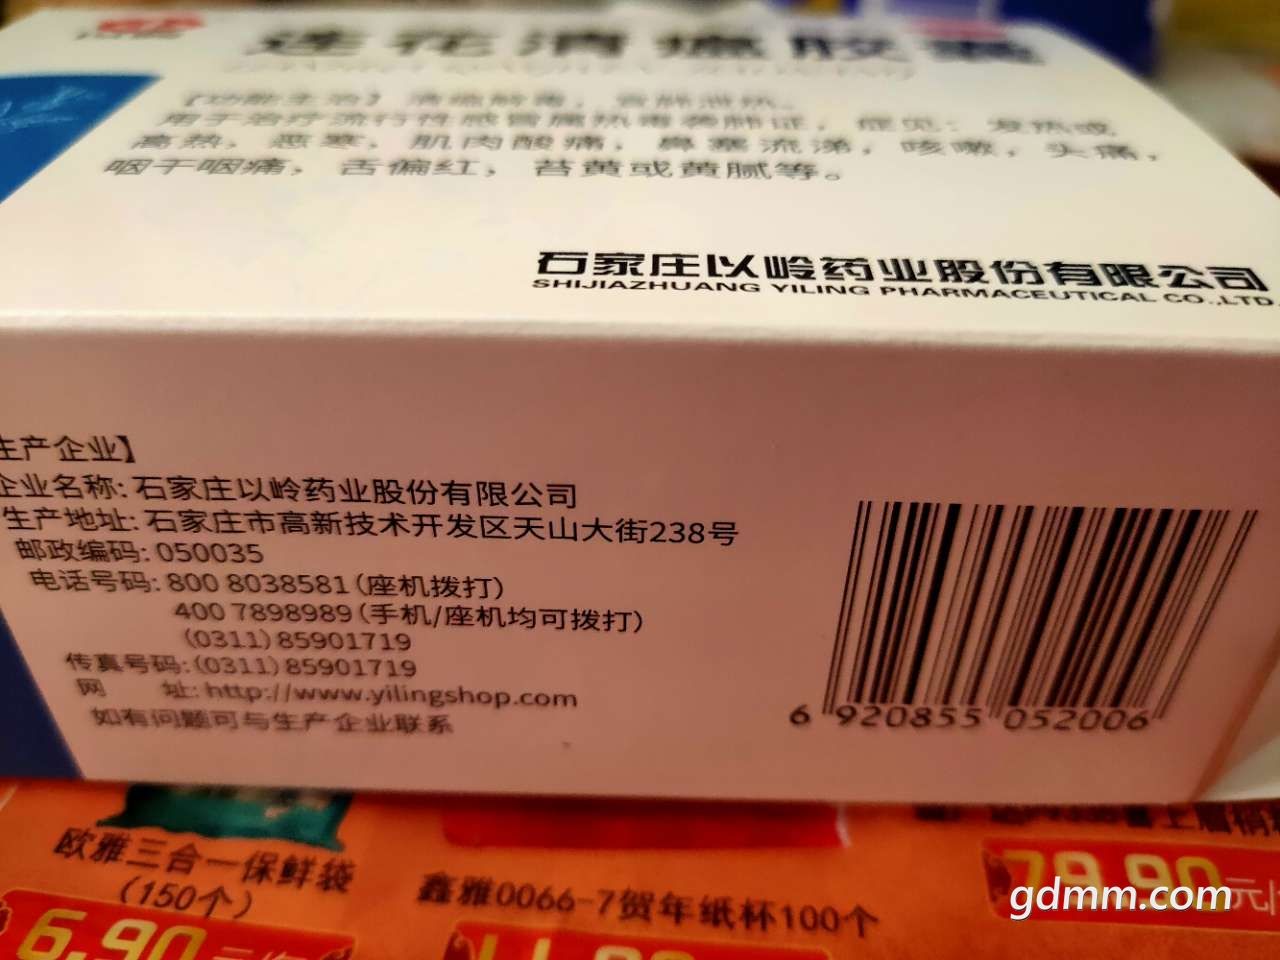 连花清瘟胶囊
【功能主治】清瘟解毒，宣肺泄热。
用于治疗流行性感冒属热毒袭肺证，症见：发热或
高热，恶寒，肌肉酸痛，鼻塞流涕，咳嗽，头痛，
咽干咽痛，舌偏红，苔黄或黄腻等。
石家庄以岭药业股份有限公司
SHIJIAZHUANG YILING PHARMACEUTICAL CO.,LTD.
生产企业】
企业名称: 石家庄以岭药业股份有限公司
生产地址: 石家庄市高新技术开发区天山大街238号
邮政编码: 050035
电话号码: 800 8038581 (座机拨打)
400 7898989 (手机/座机均可拨打)
(0311) 85901719
传真号码: (0311) 85901719
网 址: http://www.yilingshop.com
如有问题可与生产企业联系
6 920855 052006
欧雅三合一保鲜袋
(150个)
6.90
鑫雅0066-7贺年纸杯100个
79.90元
gdmm.com